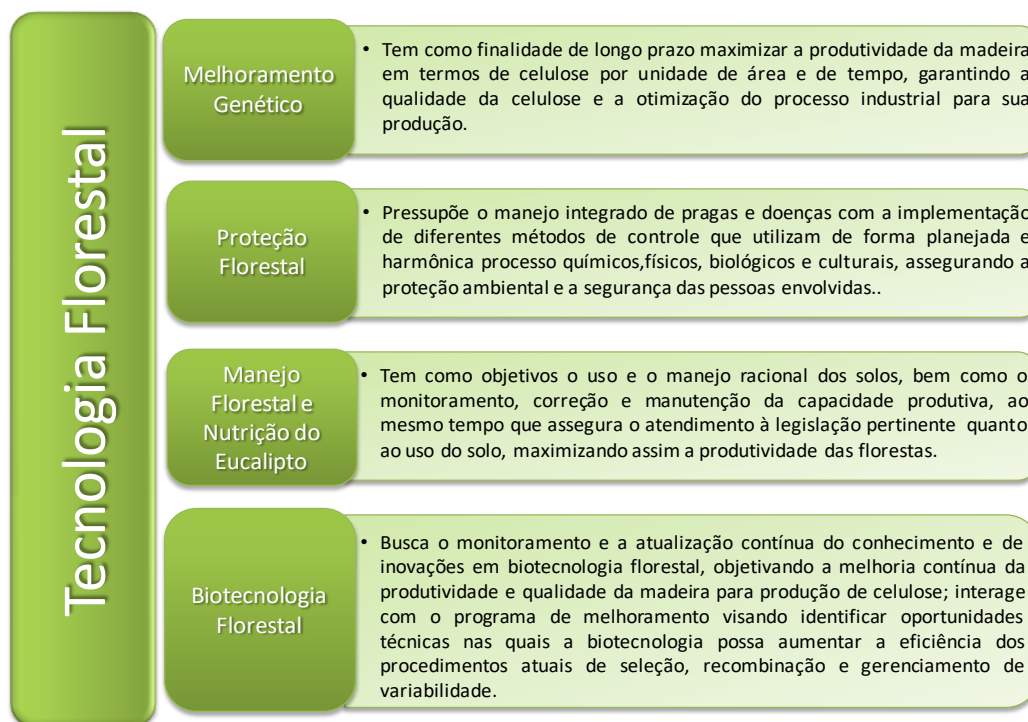 Tecnologia Florestal
Melhoramento
Genético
• Tem como finalidade de longo prazo maximizar a produtividade da madeira
em termos de celulose por unidade de área e de tempo, garantindo a
qualidade da celulose e a otimização do processo industrial para sua
produção.
Proteção
Florestal
• Pressupõe o manejo integrado de pragas e doenças com a implementação
de diferentes métodos de controle que utilizam de forma planejada e
harmônica processo químicos,físicos, biológicos e culturais, assegurando a
proteção ambiental e a segurança das pessoas envolvidas..
Manejo
Florestal e
Nutrição do
Eucalipto
• Tem como objetivos o uso e o manejo racional dos solos, bem como o
monitoramento, correção e manutenção da capacidade produtiva, ao
mesmo tempo que assegura o atendimento à legislação pertinente quanto
ao uso do solo, maximizando assim a produtividade das florestas.
Biotecnologia
Florestal
• Busca o monitoramento e a atualização contínua do conhecimento e de
inovações em biotecnologia florestal, objetivando a melhoria contínua da
produtividade e qualidade da madeira para produção de celulose; interage
com o programa de melhoramento visando identificar oportunidades
técnicas nas quais a biotecnologia possa aumentar a eficiência dos
procedimentos atuais de seleção, recombinação e gerenciamento de
variabilidade.